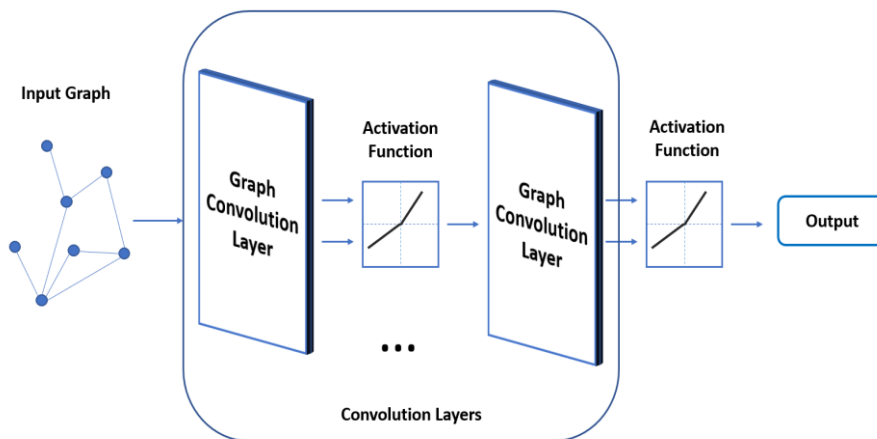 Input Graph
Graph
Convolution
Layer
Activation
Function
...
Graph
Convolution
Layer
Activation
Function
Output
Convolution Layers